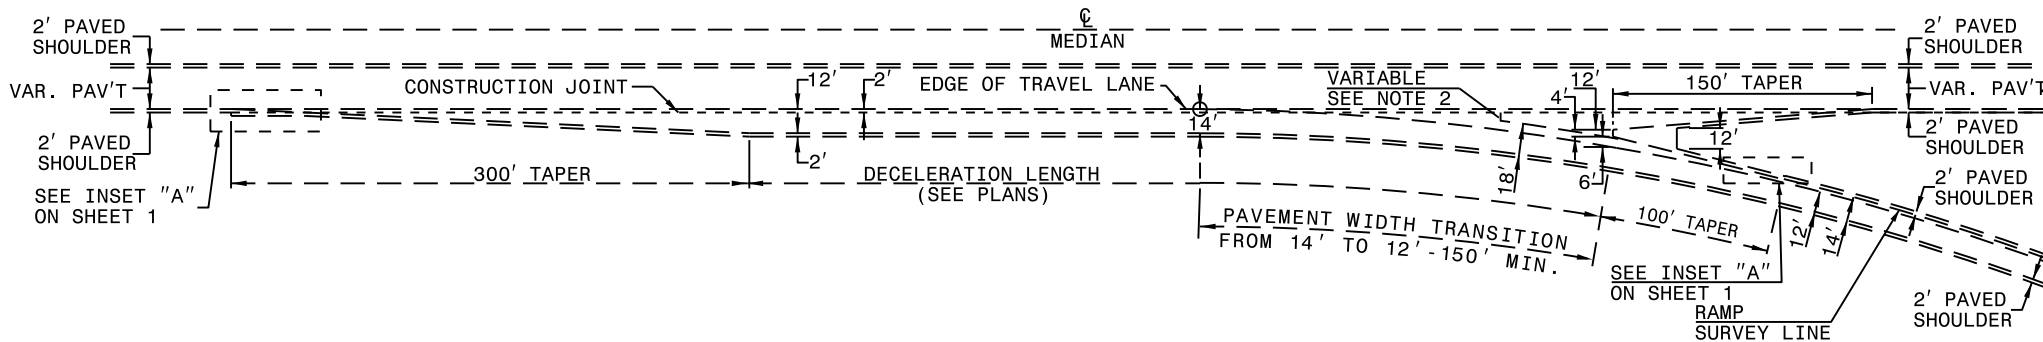 ℄
MEDIAN
2' PAVED
SHOULDER
VAR. PAV'T
2' PAVED
SHOULDER
SEE INSET "A"
ON SHEET 1
CONSTRUCTION JOINT
300' TAPER
12'
2'
2'
DECELERATION LENGTH
(SEE PLANS)
EDGE OF TRAVEL LANE
14'
PAVEMENT WIDTH TRANSITION
FROM 14' TO 12' -150' MIN.
VARIABLE
SEE NOTE 2
18'
12'
4'
6'
150' TAPER
12'
100' TAPER
SEE INSET "A"
ON SHEET 1
12'
14'
RAMP
SURVEY LINE
2' PAVED
SHOULDER
VAR. PAV'T
2' PAVED
SHOULDER
2' PAVED
SHOULDER
2' PAVED
SHOULDER